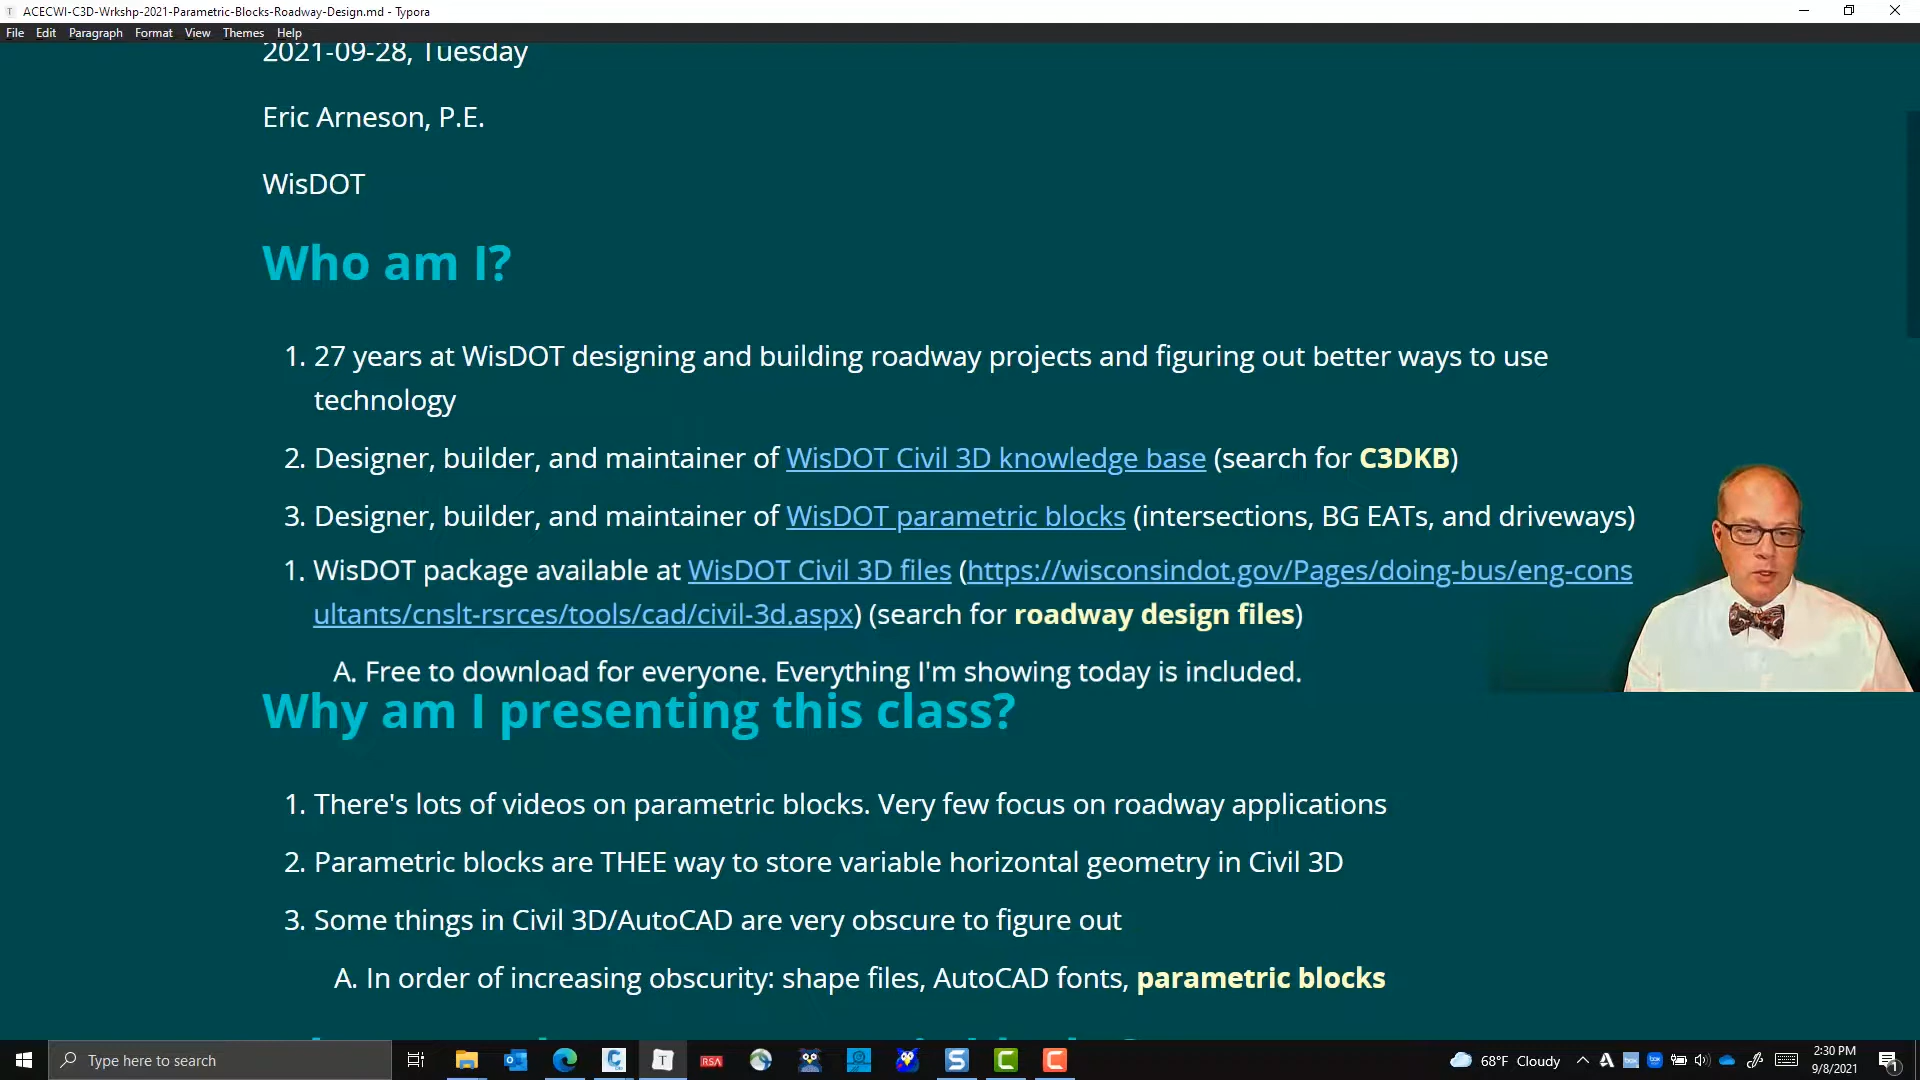 ACECWI-C3D-Wrkshp-2021-Parametric-Blocks-Roadway-Design.md - Typora
File Edit Paragraph Format View Themes Help
2021-09-28, Tuesday
Eric Arneson, P.E.
WisDOT
Who am I?
1. 27 years at WisDOT designing and building roadway projects and figuring out better ways to use
technology
2. Designer, builder, and maintainer of WisDOT Civil 3D knowledge base (search for C3DKB)
3. Designer, builder, and maintainer of WisDOT parametric blocks (intersections, BG EATs, and driveways)
1. WisDOT package available at WisDOT Civil 3D files (https://wisconsindot.gov/Pages/doing-bus/eng-cons
ultants/cnslt-rsrces/tools/cad/civil-3d.aspx) (search for roadway design files)
A. Free to download for everyone. Everything I'm showing today is included.
Why am I presenting this class?
1. There's lots of videos on parametric blocks. Very few focus on roadway applications
2. Parametric blocks are THEE way to store variable horizontal geometry in Civil 3D
3. Some things in Civil 3D/AutoCAD are very obscure to figure out
A. In order of increasing obscurity: shape files, AutoCAD fonts, parametric blocks
Type here to search
RSA
68°F Cloudy
2:30 PM
9/8/2021